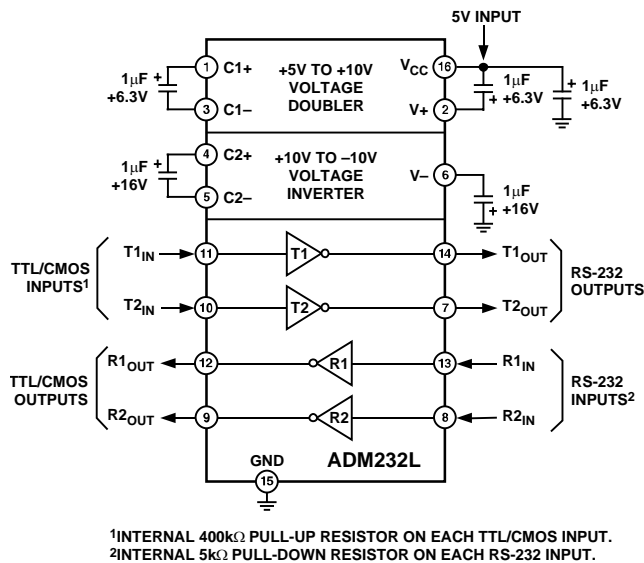 5V INPUT
1µF
+6.3V
+
1
C1+
3
C1–
+5V TO +10V
VOLTAGE
DOUBLER
VCC
16
V+
2
1µF
+ +6.3V
+
1µF
+6.3V
1µF
+16V
+
4
C2+
5
C2–
+10V TO –10V
VOLTAGE
INVERTER
V–
6
1µF
+ +16V
TTL/CMOS
INPUTS1
T1IN
11
T1
14
T1OUT
T2IN
10
T2
7
T2OUT
RS-232
OUTPUTS
TTL/CMOS
OUTPUTS
R1OUT
12
R1
13
R1IN
R2OUT
9
R2
8
R2IN
RS-232
INPUTS2
GND
15
ADM232L
1INTERNAL 400kΩ PULL-UP RESISTOR ON EACH TTL/CMOS INPUT.
2INTERNAL 5kΩ PULL-DOWN RESISTOR ON EACH RS-232 INPUT.